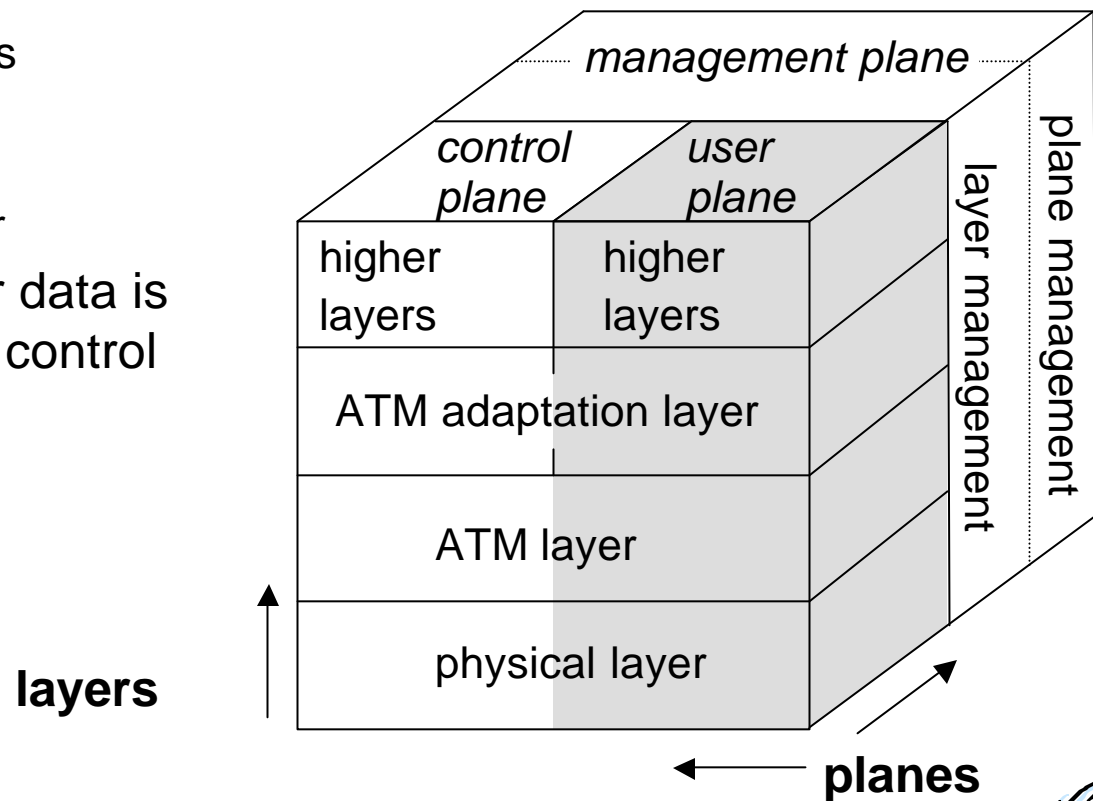 s
r
r data is
control
management plane
control
plane
user
plane
higher
layers
higher
layers
ATM adaptation layer
ATM layer
physical layer
layer management
plane management
layers
planes